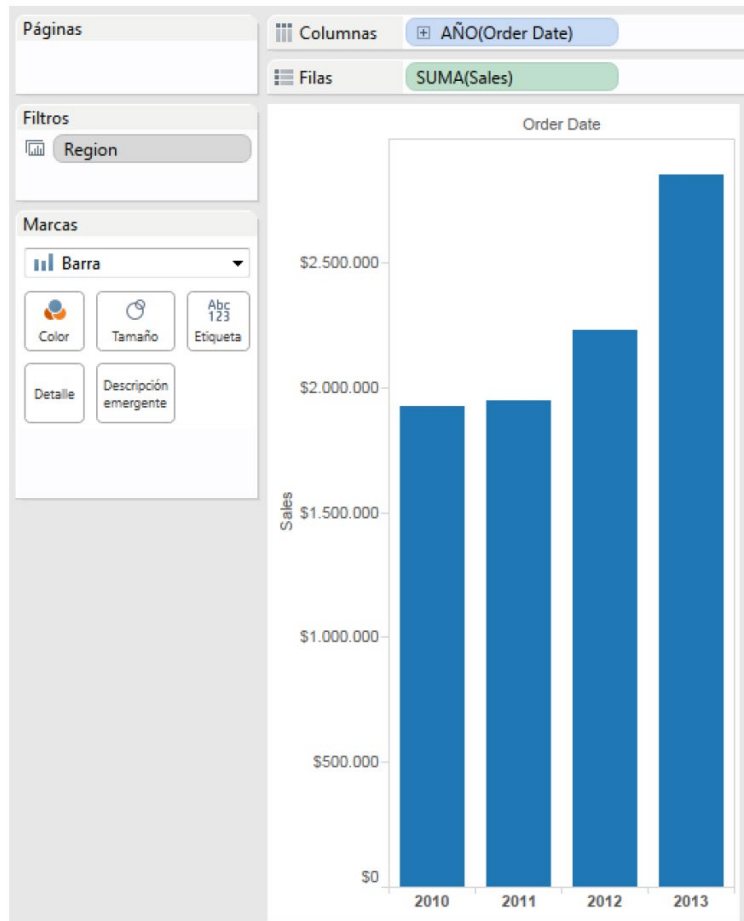 Páginas
Columnas
AÑO(Order Date)
Filas
SUMA(Sales)
Filtros
Region
Marcas
Barra
Color
Tamaño
Abc
123
Etiqueta
Detalle
Descripción
emergente
Order Date
Sales
$2.500.000
$2.000.000
$1.500.000
$1.000.000
$500.000
$0
2010 2011 2012 2013